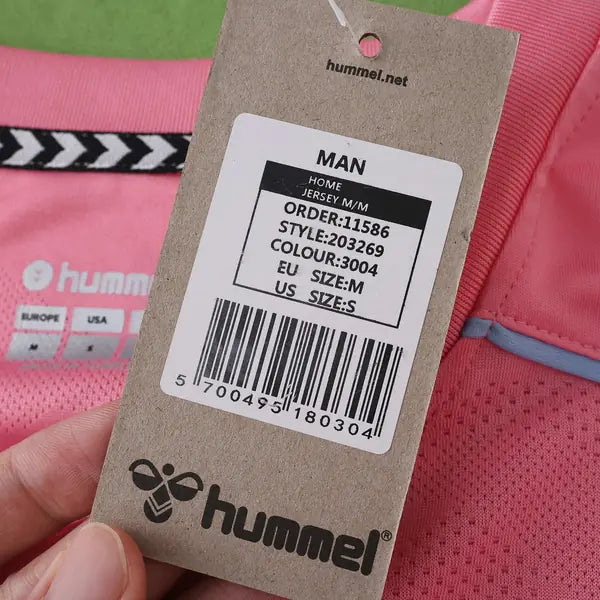 hummel.net
MAN
HOME
JERSEY M/M
ORDER:11586
STYLE:203269
COLOUR:3004
EU SIZE:M
US SIZE:S
5 700495 180304
hummel®
humme
EUROPE USA
M S